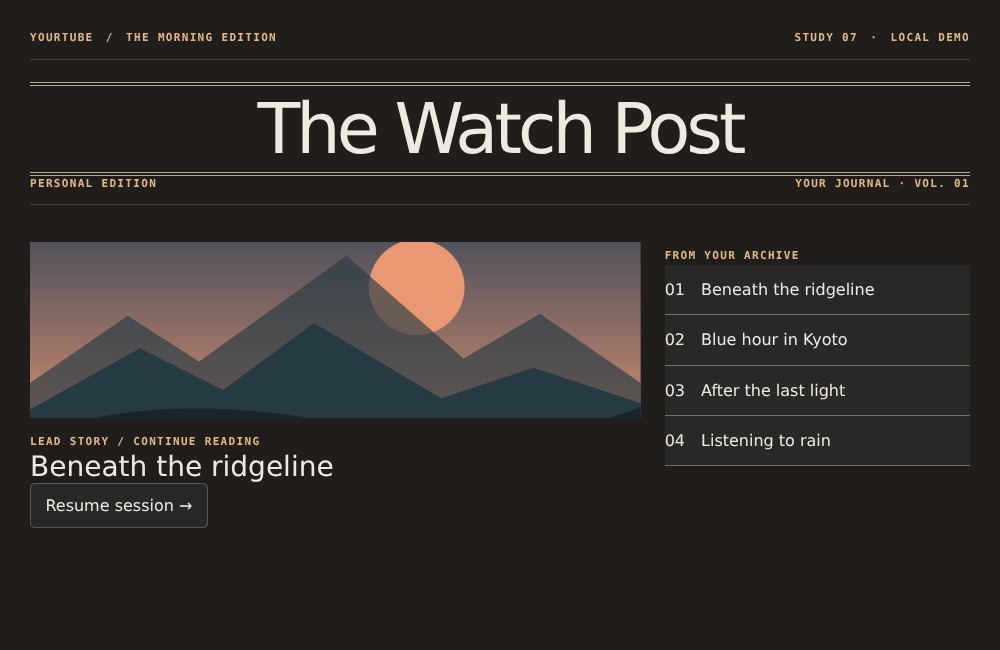 YOURTUBE / THE MORNING EDITION
STUDY 07 · LOCAL DEMO
The Watch Post
PERSONAL EDITION
YOUR JOURNAL · VOL. 01
LEAD STORY / CONTINUE READING
Beneath the ridgeline
Resume session →
FROM YOUR ARCHIVE
01 Beneath the ridgeline
02 Blue hour in Kyoto
03 After the last light
04 Listening to rain